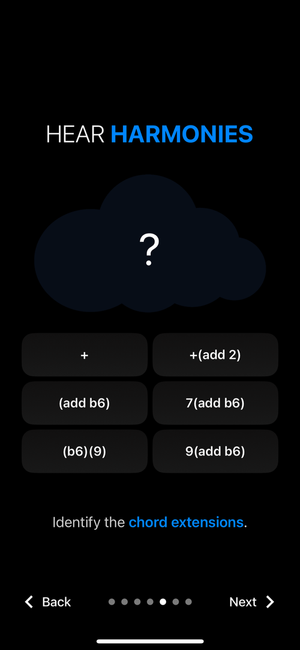 HEAR HARMONIES
?
+ +(add 2)
(add b6) 7(add b6)
(b6)(9) 9(add b6)
Identify the chord extensions.
Back Next